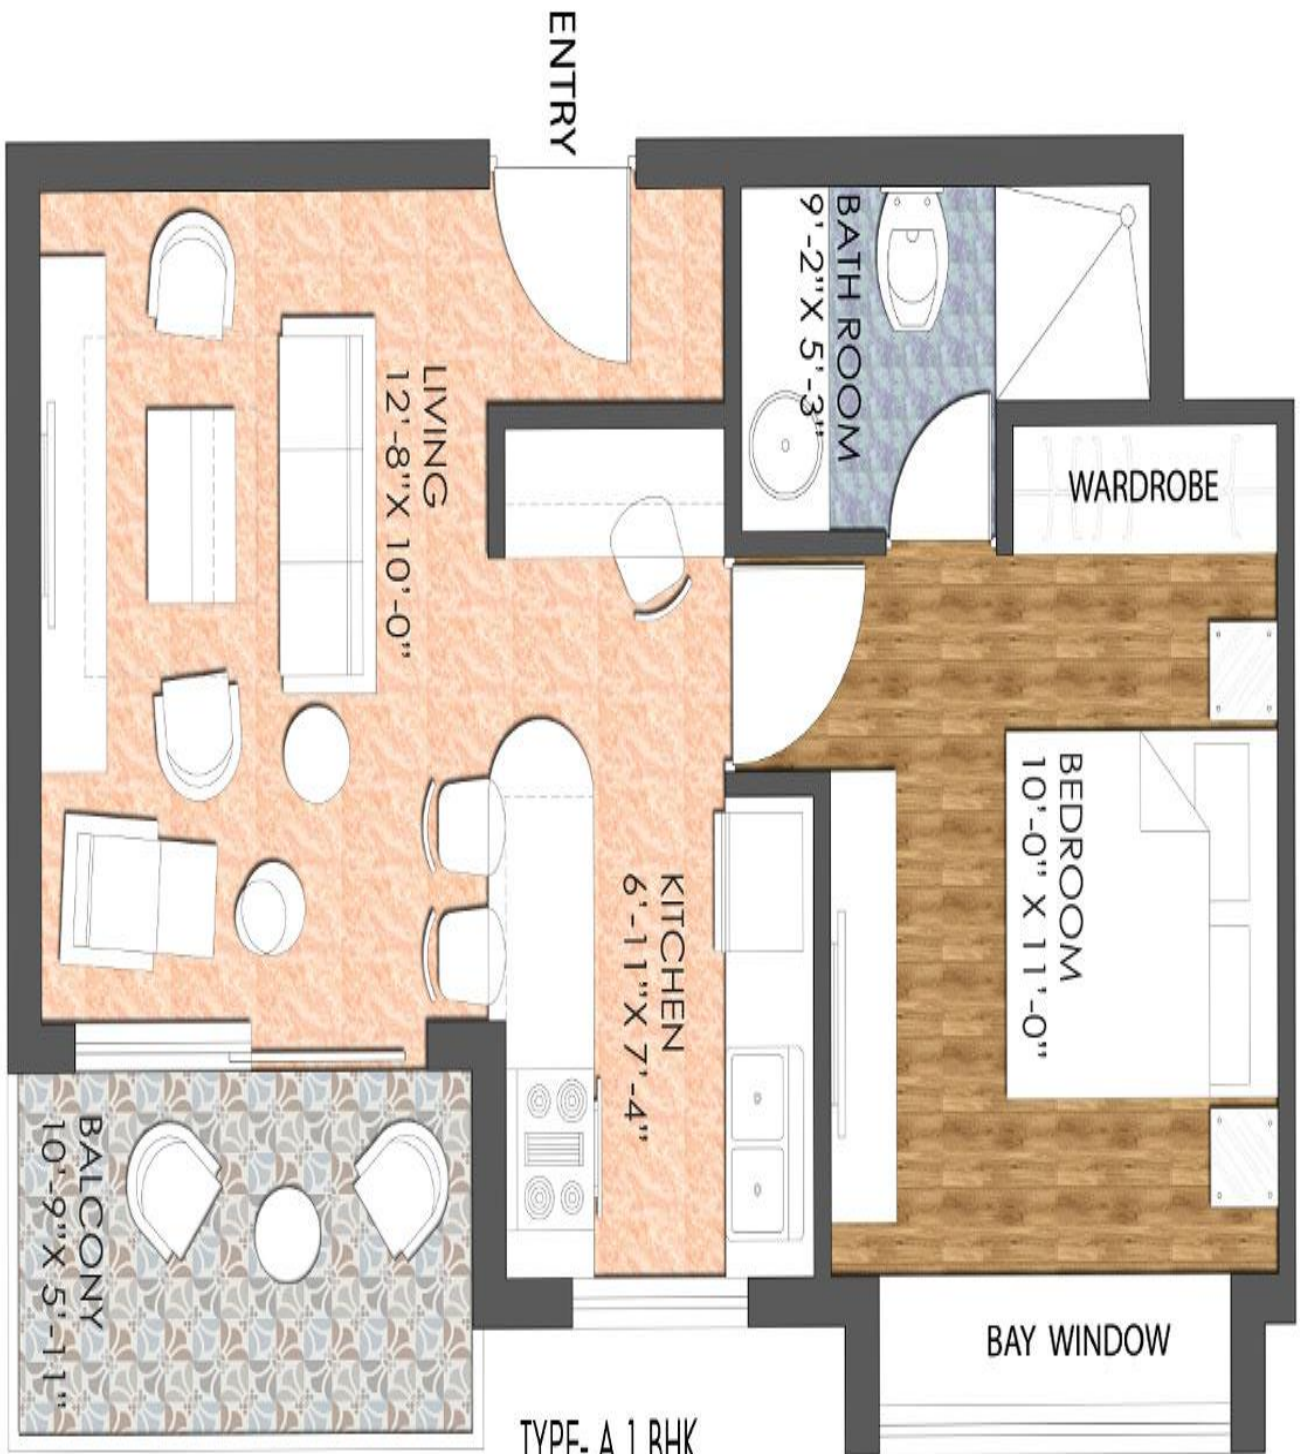 ENTRY
BATH ROOM
9'-2"X 5'-3"
LIVING
12'-8"X 10'-0"
WARDROBE
BEDROOM
10'-0" X 11'-0"
KITCHEN
6'-11"X 7'-4"
BALCONY
10'-9"X 5'-11"
BAY WINDOW
TYPE- A 1 BHK